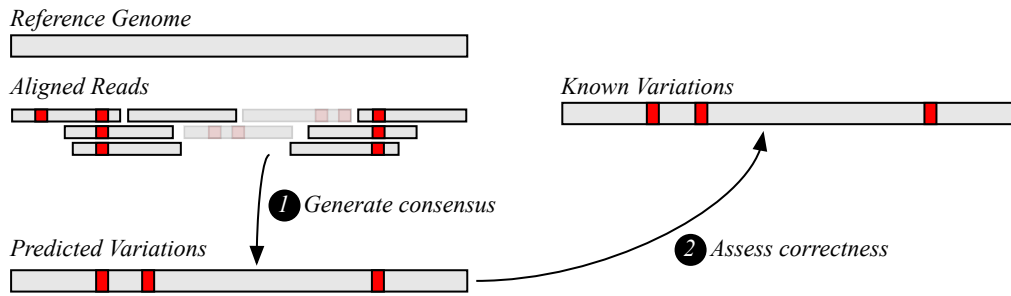 Reference Genome
Aligned Reads
Known Variations
1 Generate consensus
Predicted Variations
2 Assess correctness